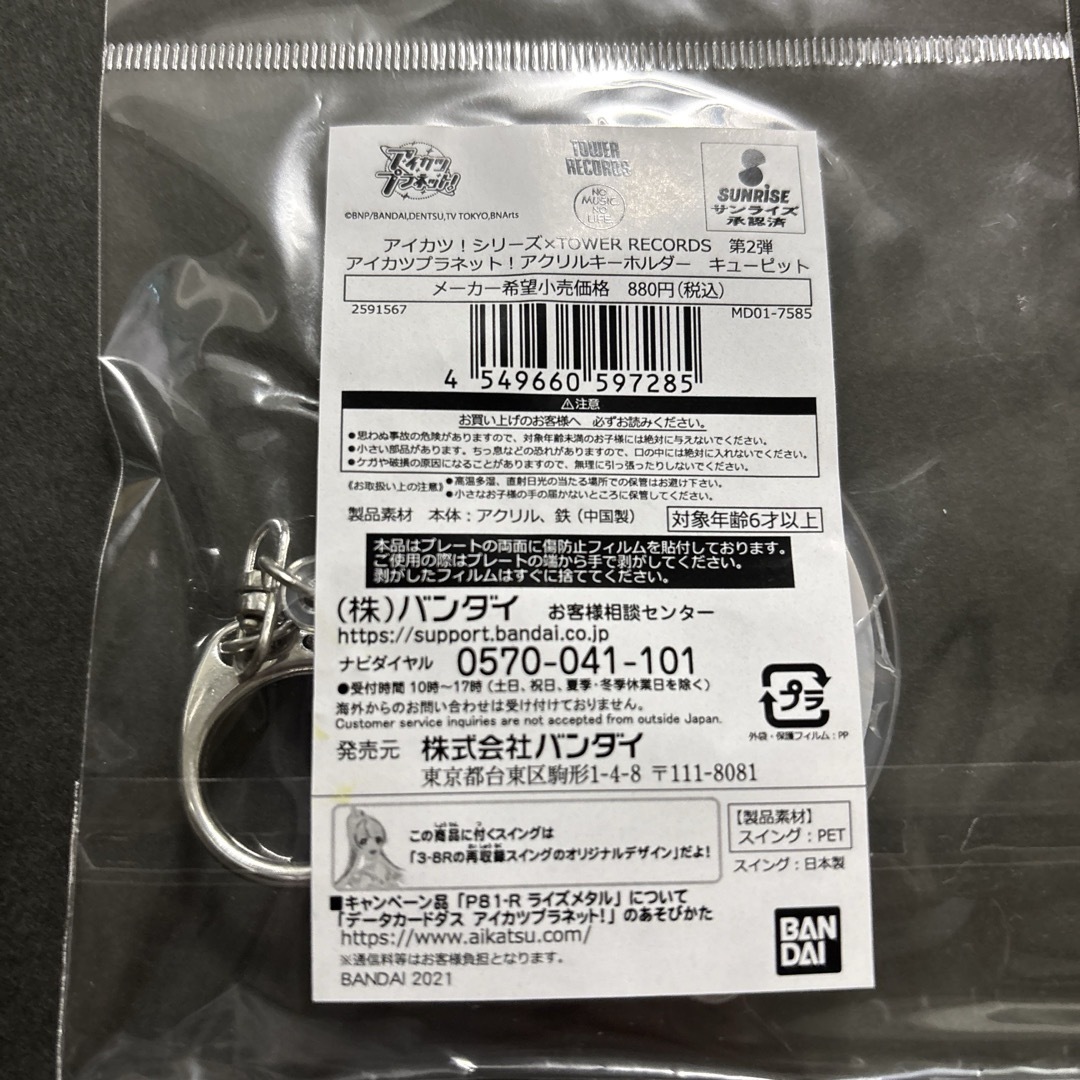 アイカツプラネット!
TOWER RECORDS
NO MUSIC, NO LIFE.
SUNRISE
サンライズ
承認済
©BNP/BANDAI,DENTSU,TV TOKYO,BNArts
アイカツ！シリーズ×TOWER RECORDS 第2弾
アイカツプラネット！アクリルキーホルダー キューピット
メーカー希望小売価格 880円(税込)
2591567 MD01-7585
4 549660 597285
⚠注意
お買い上げのお客様へ 必ずお読みください。
●思わぬ事故の危険がありますので、対象年齢未満のお子様には絶対に与えないでください。
●小さい部品があります。ちっ息などの恐れがありますので、口の中には絶対に入れないでください。
●ケガや破損の原因になることがありますので、無理に引っ張ったりしないでください。
《お取扱い上の注意》 ●高温多湿、直射日光の当たる場所での保管はお避け下さい。
●小さなお子様の手の届かないところに保管してください。
製品素材 本体：アクリル、鉄（中国製） 対象年齢6才以上
本品はプレートの両面に傷防止フィルムを貼付しております。
ご使用の際はプレートの端から手で剥がしてください。
剥がしたフィルムはすぐに捨ててください。
(株)バンダイ お客様相談センター
https://support.bandai.co.jp
ナビダイヤル 0570-041-101
●受付時間 10時～17時(土日、祝日、夏季・冬季休業日を除く)
海外からのお問い合わせは受け付けておりません。
Customer service inquiries are not accepted from outside Japan.
プラ
外袋・保護フィルム：PP
発売元 株式会社バンダイ
東京都台東区駒形1-4-8 〒111-8081
この商品に付くスイングは
「3-8Rの再収録スイングのオリジナルデザイン」だよ!
【製品素材】
スイング：PET
スイング：日本製
■キャンペーン品「P81-R ライズメタル」について
「データカードダス アイカツプラネット!」のあそびかた
https://www.aikatsu.com/
※通信料等はお客様負担となります。
BANDAI 2021
BANDAI